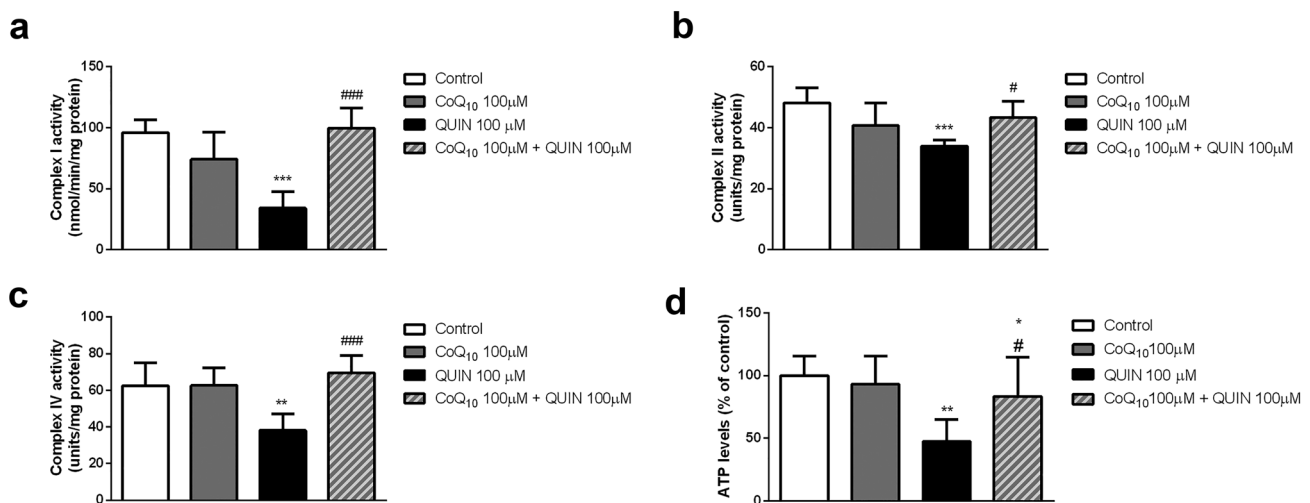 a
Complex I activity
(nmol/min/mg protein)
150
100
50
0
***
###
Control
CoQ₁₀ 100μM
QUIN 100 μM
CoQ₁₀ 100μM + QUIN 100μM
b
Complex II activity
(units/mg protein)
60
40
20
0
***
#
Control
CoQ₁₀ 100μM
QUIN 100 μM
CoQ₁₀ 100μM + QUIN 100μM
c
Complex IV activity
(units/mg protein)
100
80
60
40
20
0
**
###
Control
CoQ₁₀ 100μM
QUIN 100 μM
CoQ₁₀ 100μM + QUIN 100μM
d
ATP levels (% of control)
150
100
50
0
**
*
#
Control
CoQ₁₀100μM
QUIN 100 μM
CoQ₁₀100μM + QUIN 100μM